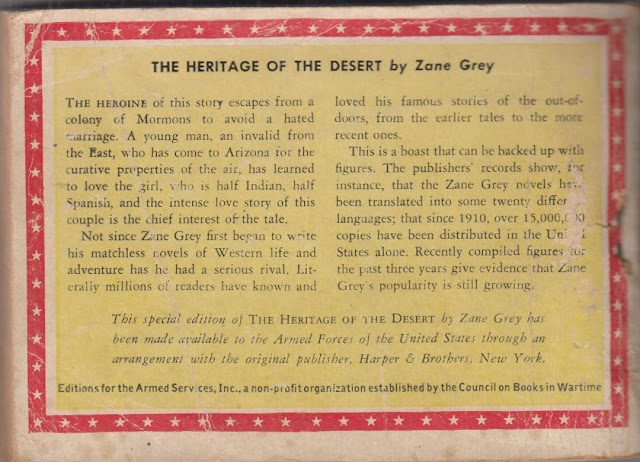 THE HERITAGE OF THE DESERT by Zane Grey
THE HEROINE of this story escapes from a
colony of Mormons to avoid a hated
marriage. A young man, an invalid from
the East, who has come to Arizona for the
curative properties of the air, has learned
to love the girl, who is half Indian, half
Spanish, and the intense love story of this
couple is the chief interest of the tale.
Not since Zane Grey first began to write
his matchless novels of Western life and
adventure has he had a serious rival. Lit-
erally millions of readers have known and
loved his famous stories of the out-of-
doors, from the earlier tales to the more
recent ones.
This is a boast that can be backed up with
figures. The publishers' records show, for
instance, that the Zane Grey novels have
been translated into some twenty different
languages; that since 1910, over 15,000,000
copies have been distributed in the United
States alone. Recently compiled figures for
the past three years give evidence that Zane
Grey's popularity is still growing.
This special edition of THE HERITAGE OF THE DESERT by Zane Grey has
been made available to the Armed Forces of the United States through an
arrangement with the original publisher, Harper & Brothers, New York.
Editions for the Armed Services, Inc., a non-profit organization established by the Council on Books in Wartime